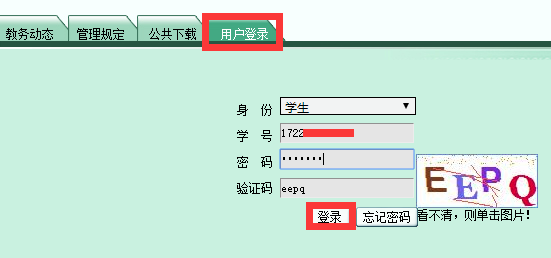 教务动态 管理规定 公共下载 用户登录
身 份 学生
学 号 1722
密 码 •••••••
验证码 eepq EEPQ
登录 忘记密码 看不清，则单击图片！